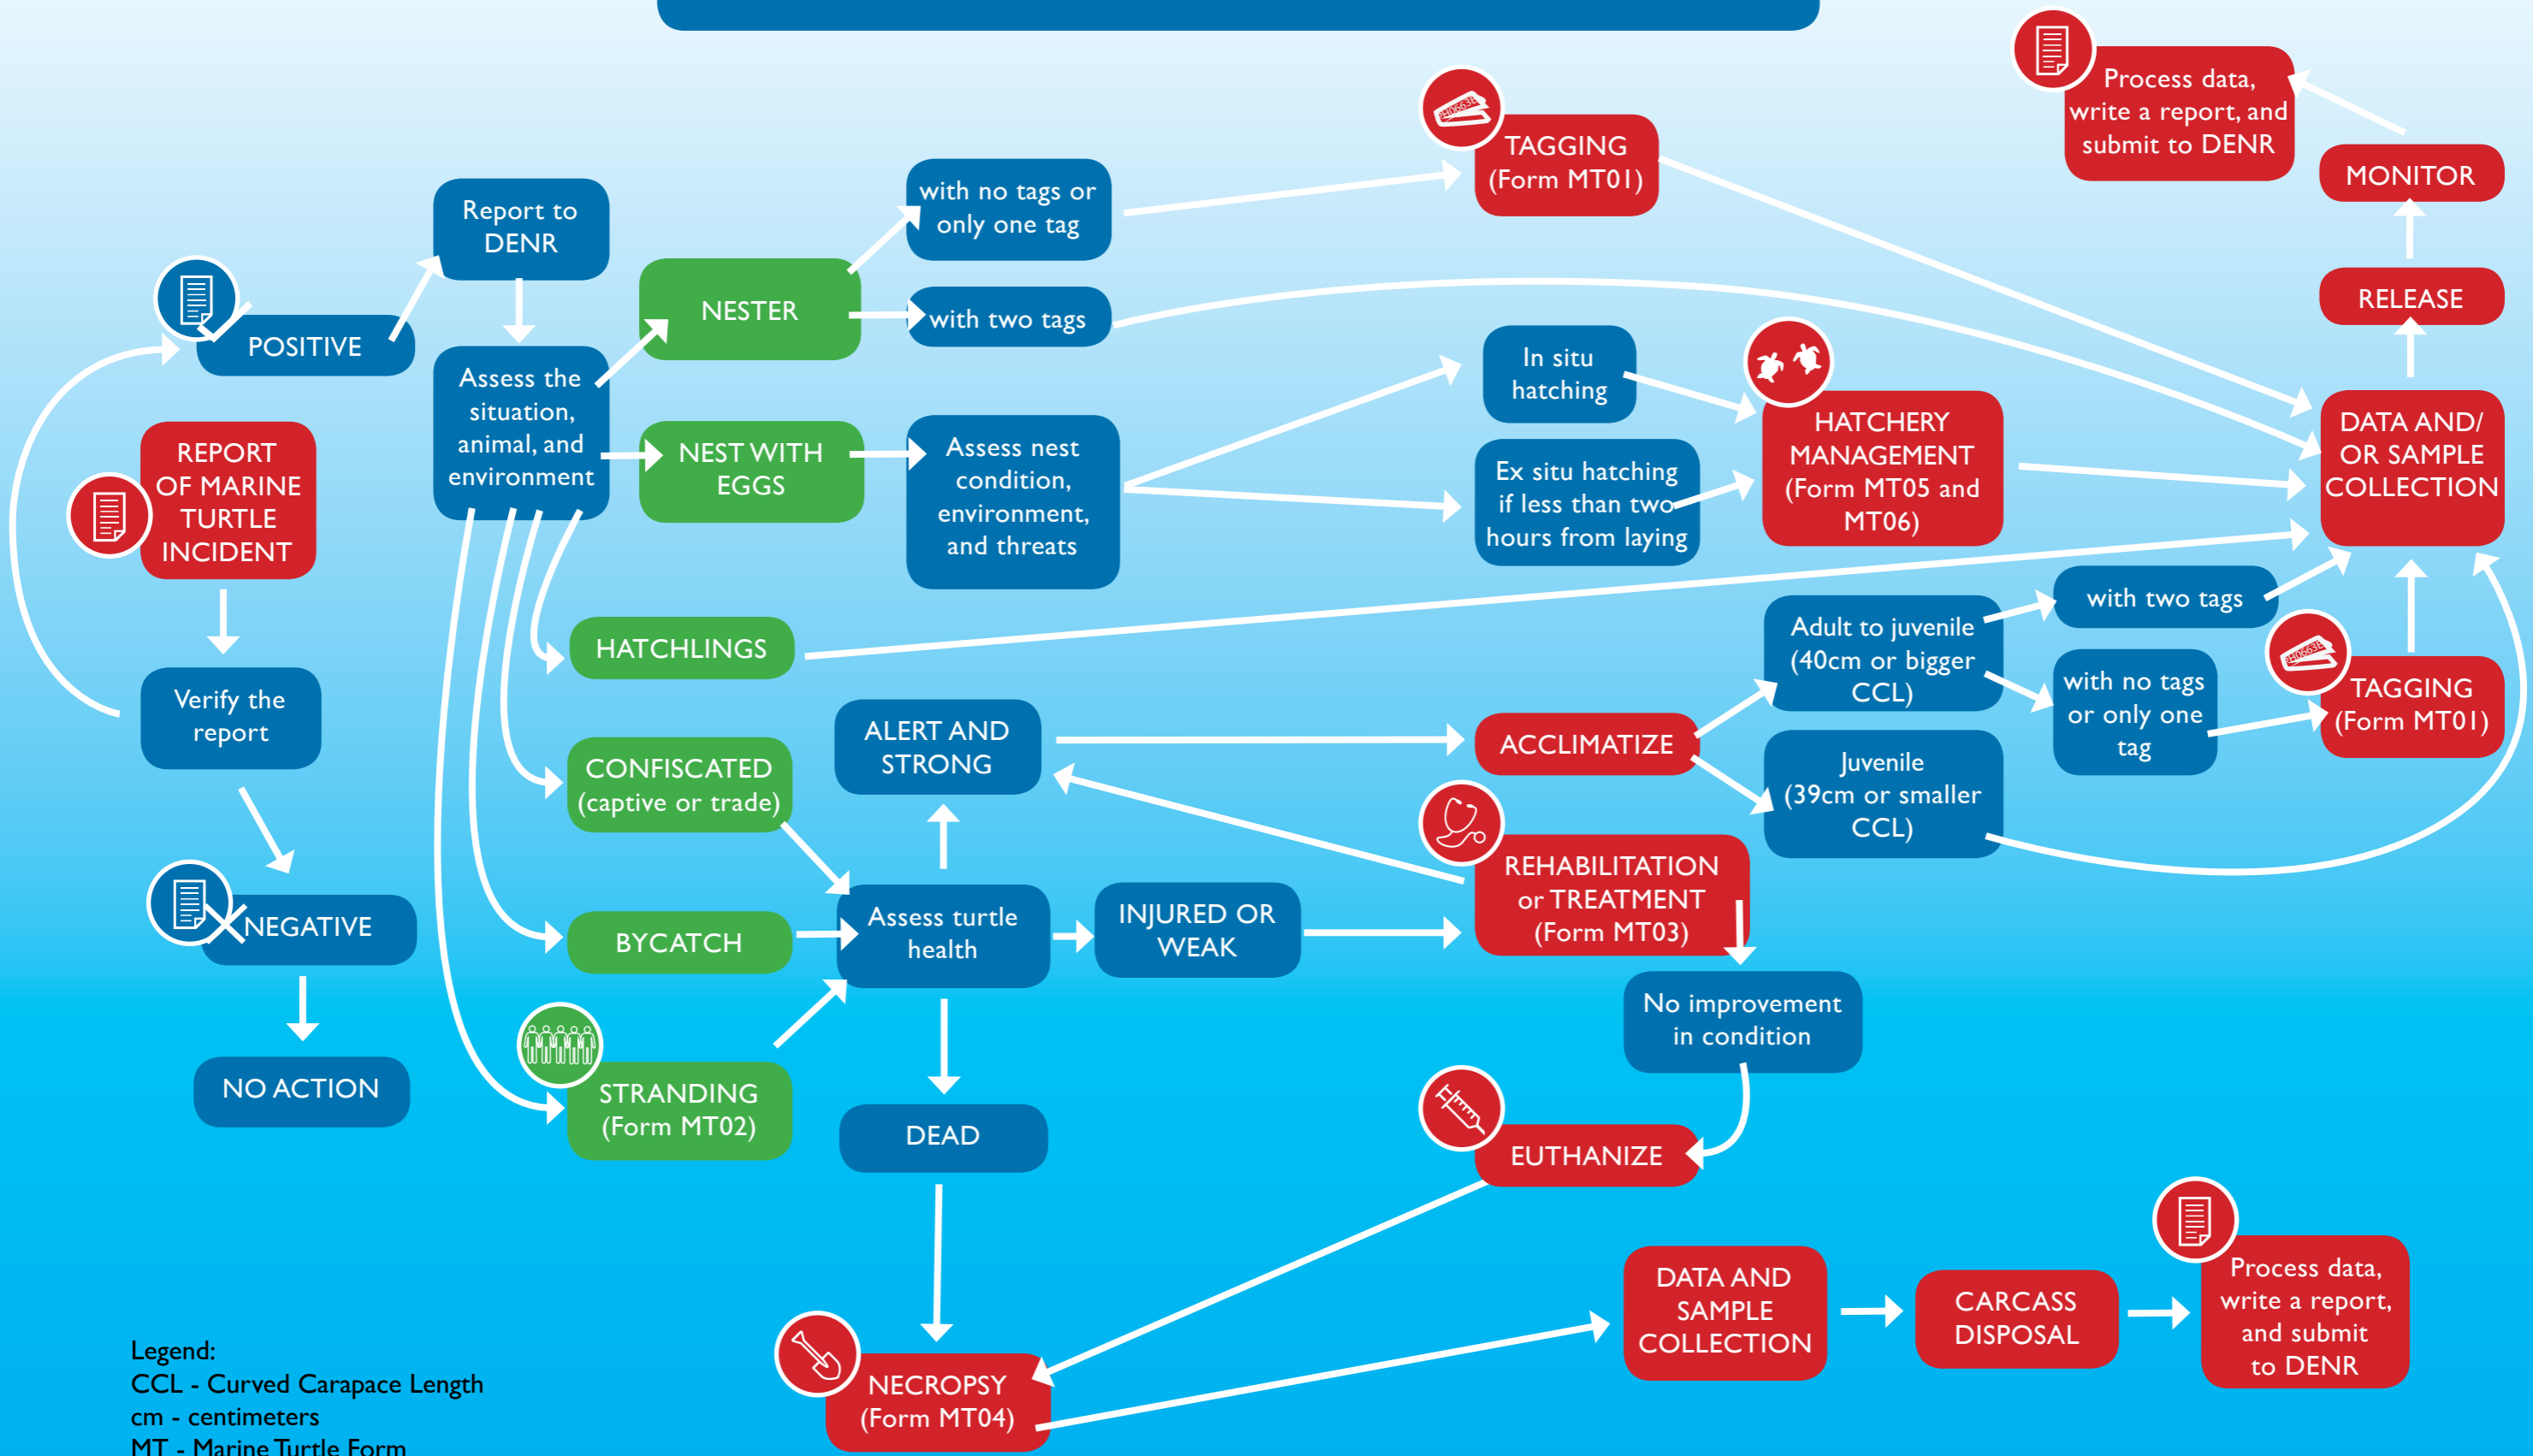 REPORT
OF MARINE
TURTLE
INCIDENT
Verify the
report
POSITIVE
NEGATIVE
NO ACTION
Report to
DENR
Assess the
situation,
animal, and
environment
NESTER
with no tags or
only one tag
with two tags
TAGGING
(Form MT01)
NEST WITH
EGGS
Assess nest
condition,
environment,
and threats
In situ
hatching
Ex situ hatching
if less than two
hours from laying
HATCHERY
MANAGEMENT
(Form MT05 and
MT06)
HATCHLINGS
CONFISCATED
(captive or trade)
BYCATCH
STRANDING
(Form MT02)
Assess turtle
health
ALERT AND
STRONG
INJURED OR
WEAK
DEAD
ACCLIMATIZE
Adult to juvenile
(40cm or bigger
CCL)
Juvenile
(39cm or smaller
CCL)
with two tags
with no tags
or only one
tag
TAGGING
(Form MT01)
DATA AND/
OR SAMPLE
COLLECTION
RELEASE
MONITOR
Process data,
write a report, and
submit to DENR
REHABILITATION
or TREATMENT
(Form MT03)
No improvement
in condition
EUTHANIZE
NECROPSY
(Form MT04)
DATA AND
SAMPLE
COLLECTION
CARCASS
DISPOSAL
Process data,
write a report,
and submit
to DENR
Legend:
CCL - Curved Carapace Length
cm - centimeters
MT - Marine Turtle Form